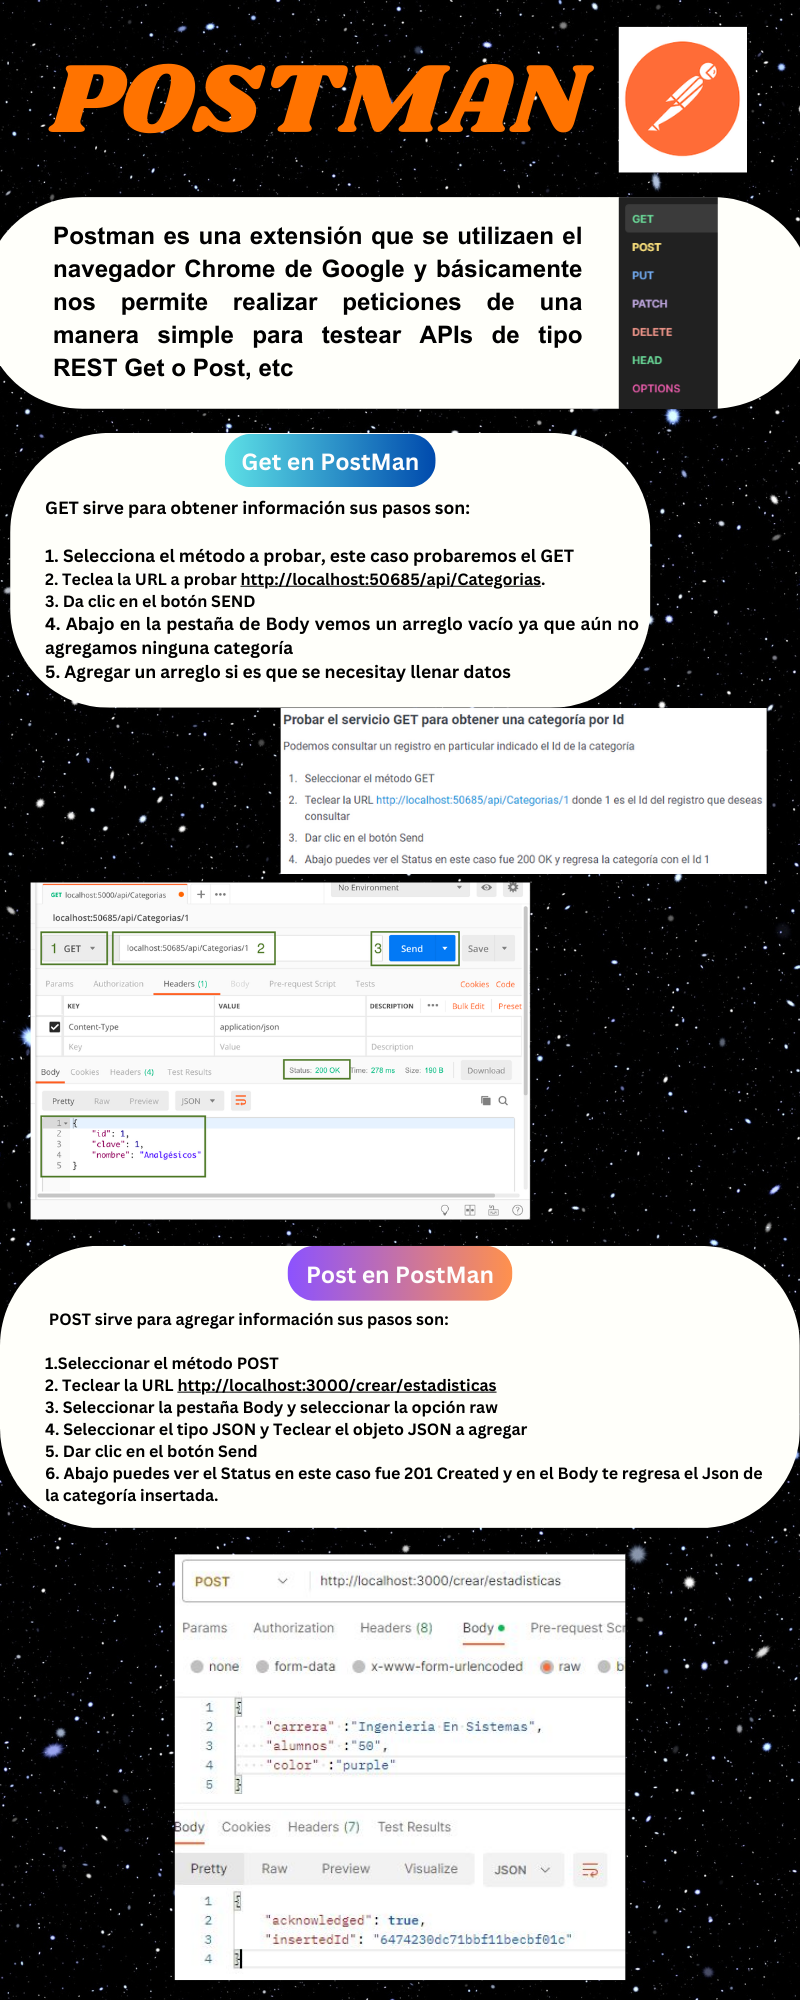 POSTMAN
Postman es una extensión que se utilizaen el
navegador Chrome de Google y básicamente
nos permite realizar peticiones de una
manera simple para testear APIs de tipo
REST Get o Post, etc
GET
POST
PUT
PATCH
DELETE
HEAD
OPTIONS
Get en PostMan
GET sirve para obtener información sus pasos son:
1. Selecciona el método a probar, este caso probaremos el GET
2. Teclea la URL a probar http://localhost:50685/api/Categorias.
3. Da clic en el botón SEND
4. Abajo en la pestaña de Body vemos un arreglo vacío ya que aún no
agregamos ninguna categoría
5. Agregar un arreglo si es que se necesitay llenar datos
Probar el servicio GET para obtener una categoría por Id
Podemos consultar un registro en particular indicado el Id de la categoría
1. Seleccionar el método GET
2. Teclear la URL http://localhost:50685/api/Categorias/1 donde 1 es el Id del registro que deseas
consultar
3. Dar clic en el botón Send
4. Abajo puedes ver el Status en este caso fue 200 OK y regresa la categoría con el Id 1
GET localhost:5000/api/Categorias + ••• No Environment
localhost:50685/api/Categorias/1
1 GET localhost:50685/api/Categorias/1 2 3 Send Save
Params Authorization Headers (1) Body Pre-request Script Tests Cookies Code
KEY VALUE DESCRIPTION ••• Bulk Edit Preset
Content-Type application/json
Key Value Description
Body Cookies Headers (4) Test Results Status: 200 OK Time: 278 ms Size: 190 B Download
Pretty Raw Preview JSON
1 {
2 "id": 1,
3 "clave": 1,
4 "nombre": "Analgésicos"
5 }
Post en PostMan
POST sirve para agregar información sus pasos son:
1.Seleccionar el método POST
2. Teclear la URL http://localhost:3000/crear/estadisticas
3. Seleccionar la pestaña Body y seleccionar la opción raw
4. Seleccionar el tipo JSON y Teclear el objeto JSON a agregar
5. Dar clic en el botón Send
6. Abajo puedes ver el Status en este caso fue 201 Created y en el Body te regresa el Json de
la categoría insertada.
POST http://localhost:3000/crear/estadisticas
Params Authorization Headers (8) Body Pre-request Scr
none form-data x-www-form-urlencoded raw b
1 {
2 "carrera" :"Ingenieria En Sistemas",
3 "alumnos" :"50",
4 "color" :"purple"
5 }
Body Cookies Headers (7) Test Results
Pretty Raw Preview Visualize JSON
1 {
2 "acknowledged": true,
3 "insertedId": "6474230dc71bbf11becbf01c"
4 }